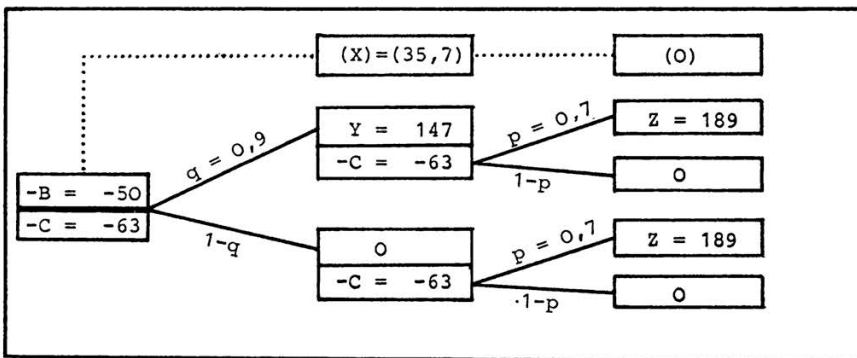 (X)=(35,7)
(O)
q = 0,9
Y = 147
-C = -63
p = 0,7
Z = 189
1-p
O
-B = -50
-C = -63
1-q
O
-C = -63
p = 0,7
Z = 189
1-p
O